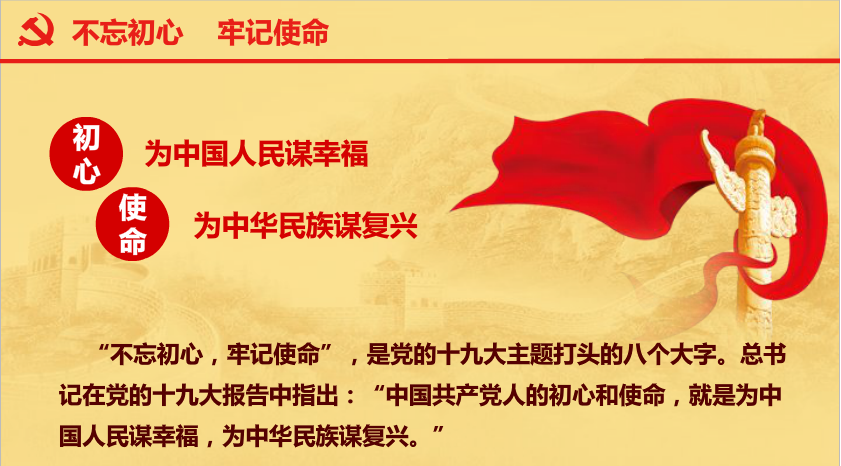 不忘初心 牢记使命
初心
为中国人民谋幸福
使命
为中华民族谋复兴
“不忘初心，牢记使命”，是党的十九大主题打头的八个大字。总书
记在党的十九大报告中指出：“中国共产党人的初心和使命，就是为中
国人民谋幸福，为中华民族谋复兴。”